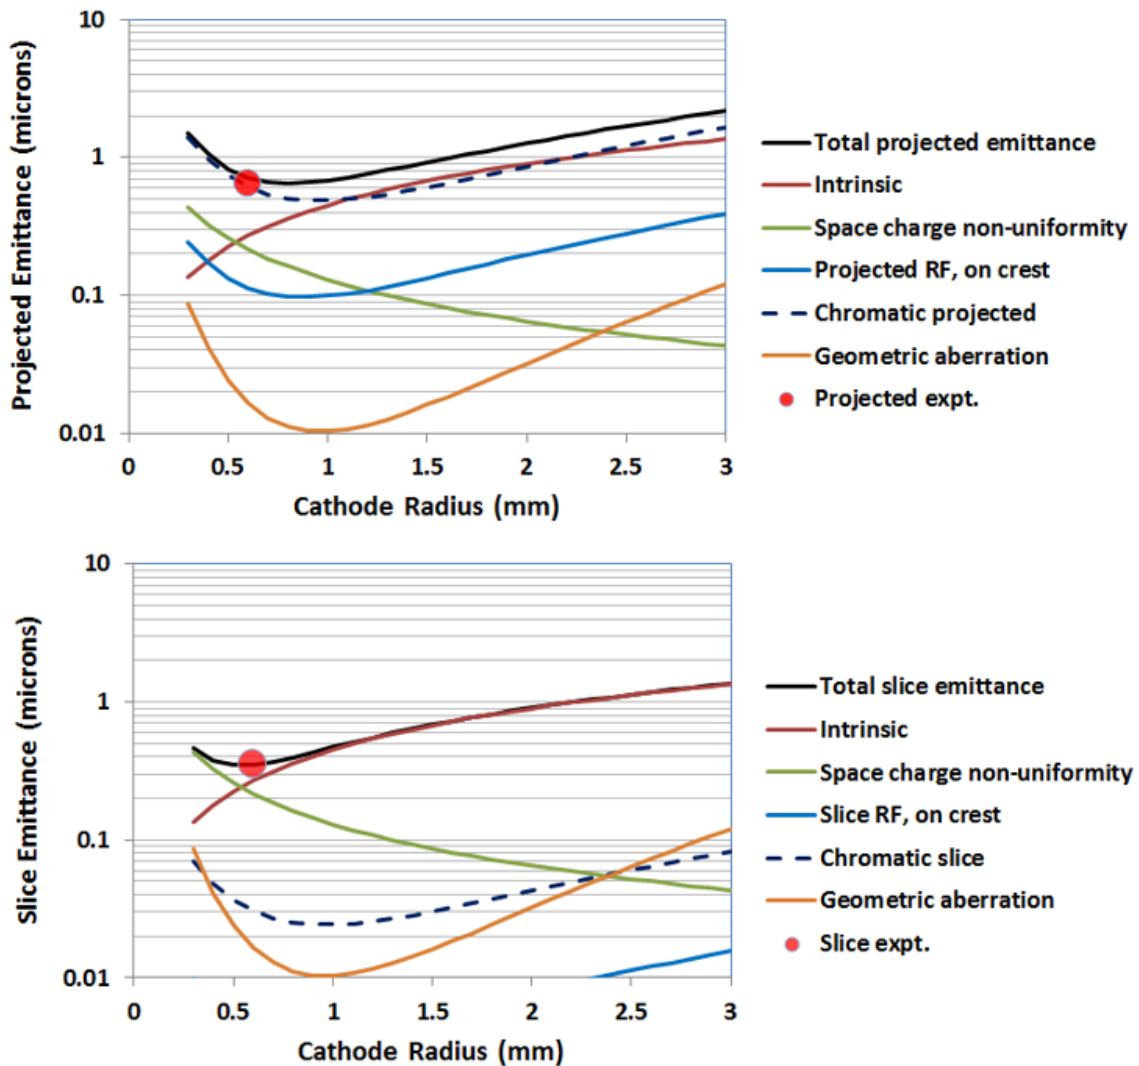 Projected Emittance (microns)
10
1
0.1
0.01
0 0.5 1 1.5 2 2.5 3
Cathode Radius (mm)
Total projected emittance
Intrinsic
Space charge non-uniformity
Projected RF, on crest
Chromatic projected
Geometric aberration
Projected expt.
Slice Emittance (microns)
10
1
0.1
0.01
0 0.5 1 1.5 2 2.5 3
Cathode Radius (mm)
Total slice emittance
Intrinsic
Space charge non-uniformity
Slice RF, on crest
Chromatic slice
Geometric aberration
Slice expt.